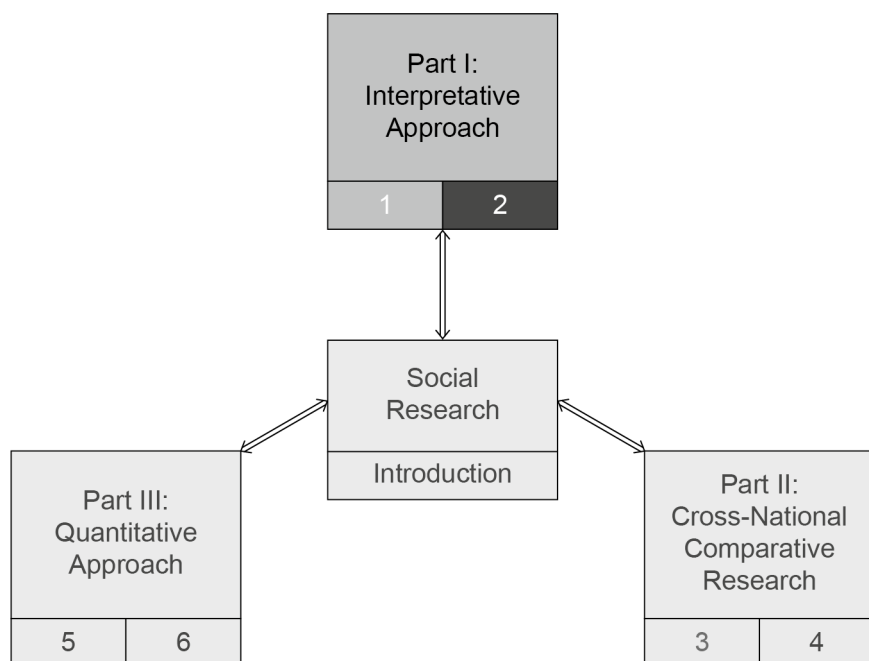 Part I:
Interpretative
Approach
1 2
Social
Research
Introduction
Part III:
Quantitative
Approach
5 6
Part II:
Cross-National
Comparative
Research
3 4